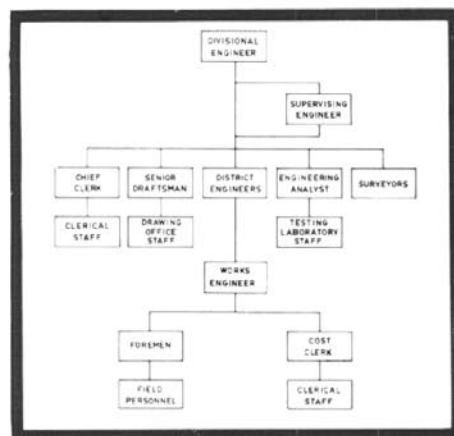 DIVISIONAL
ENGINEER
SUPERVISING
ENGINEER
CHIEF
CLERK
SENIOR
DRAFTSMAN
DISTRICT
ENGINEERS
ENGINEERING
ANALYST
SURVEYORS
CLERICAL
STAFF
DRAWING
OFFICE
STAFF
TESTING
LABORATORY
STAFF
WORKS
ENGINEER
FOREMEN
COST
CLERK
FIELD
PERSONNEL
CLERICAL
STAFF